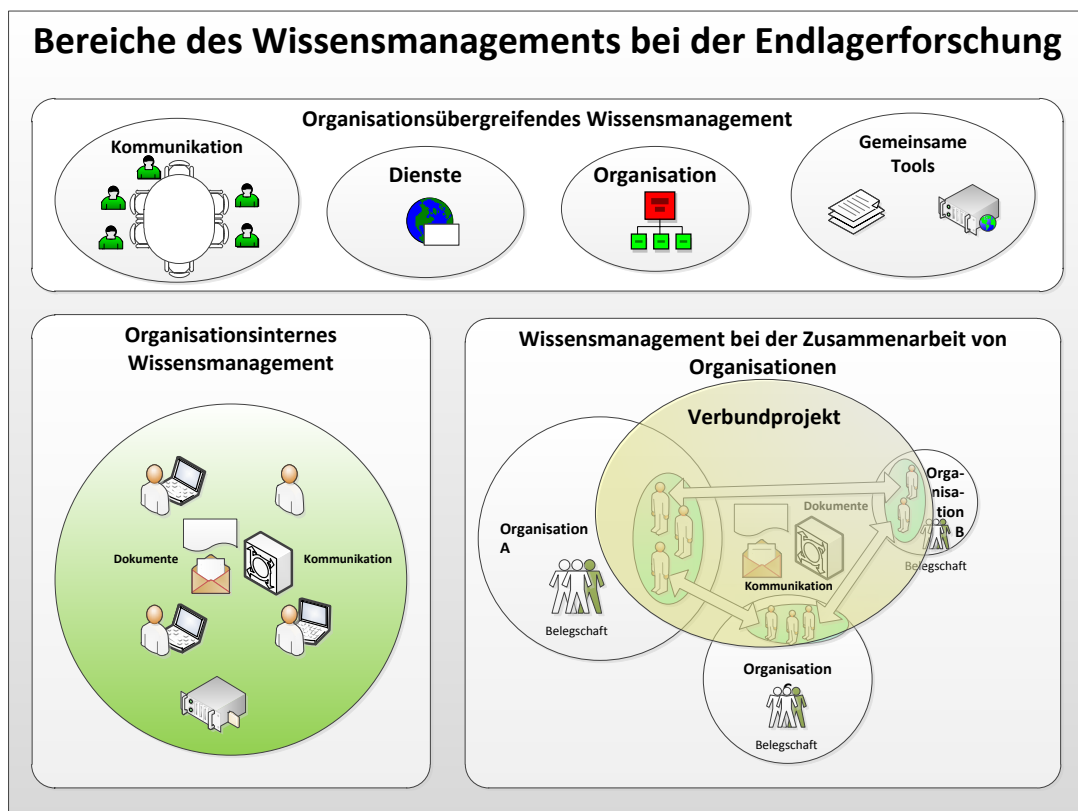 Bereiche des Wissensmanagements bei der Endlagerforschung
Organisationsübergreifendes Wissensmanagement
Kommunikation
Dienste
Organisation
Gemeinsame
Tools
Organisationsinternes
Wissensmanagement
Dokumente
Kommunikation
Wissensmanagement bei der Zusammenarbeit von
Organisationen
Verbundprojekt
Organisation
A
Belegschaft
Dokumente
Kommunikation
Orga-
nisa-
tion
B
Belegschaft
Organisation
Belegschaft